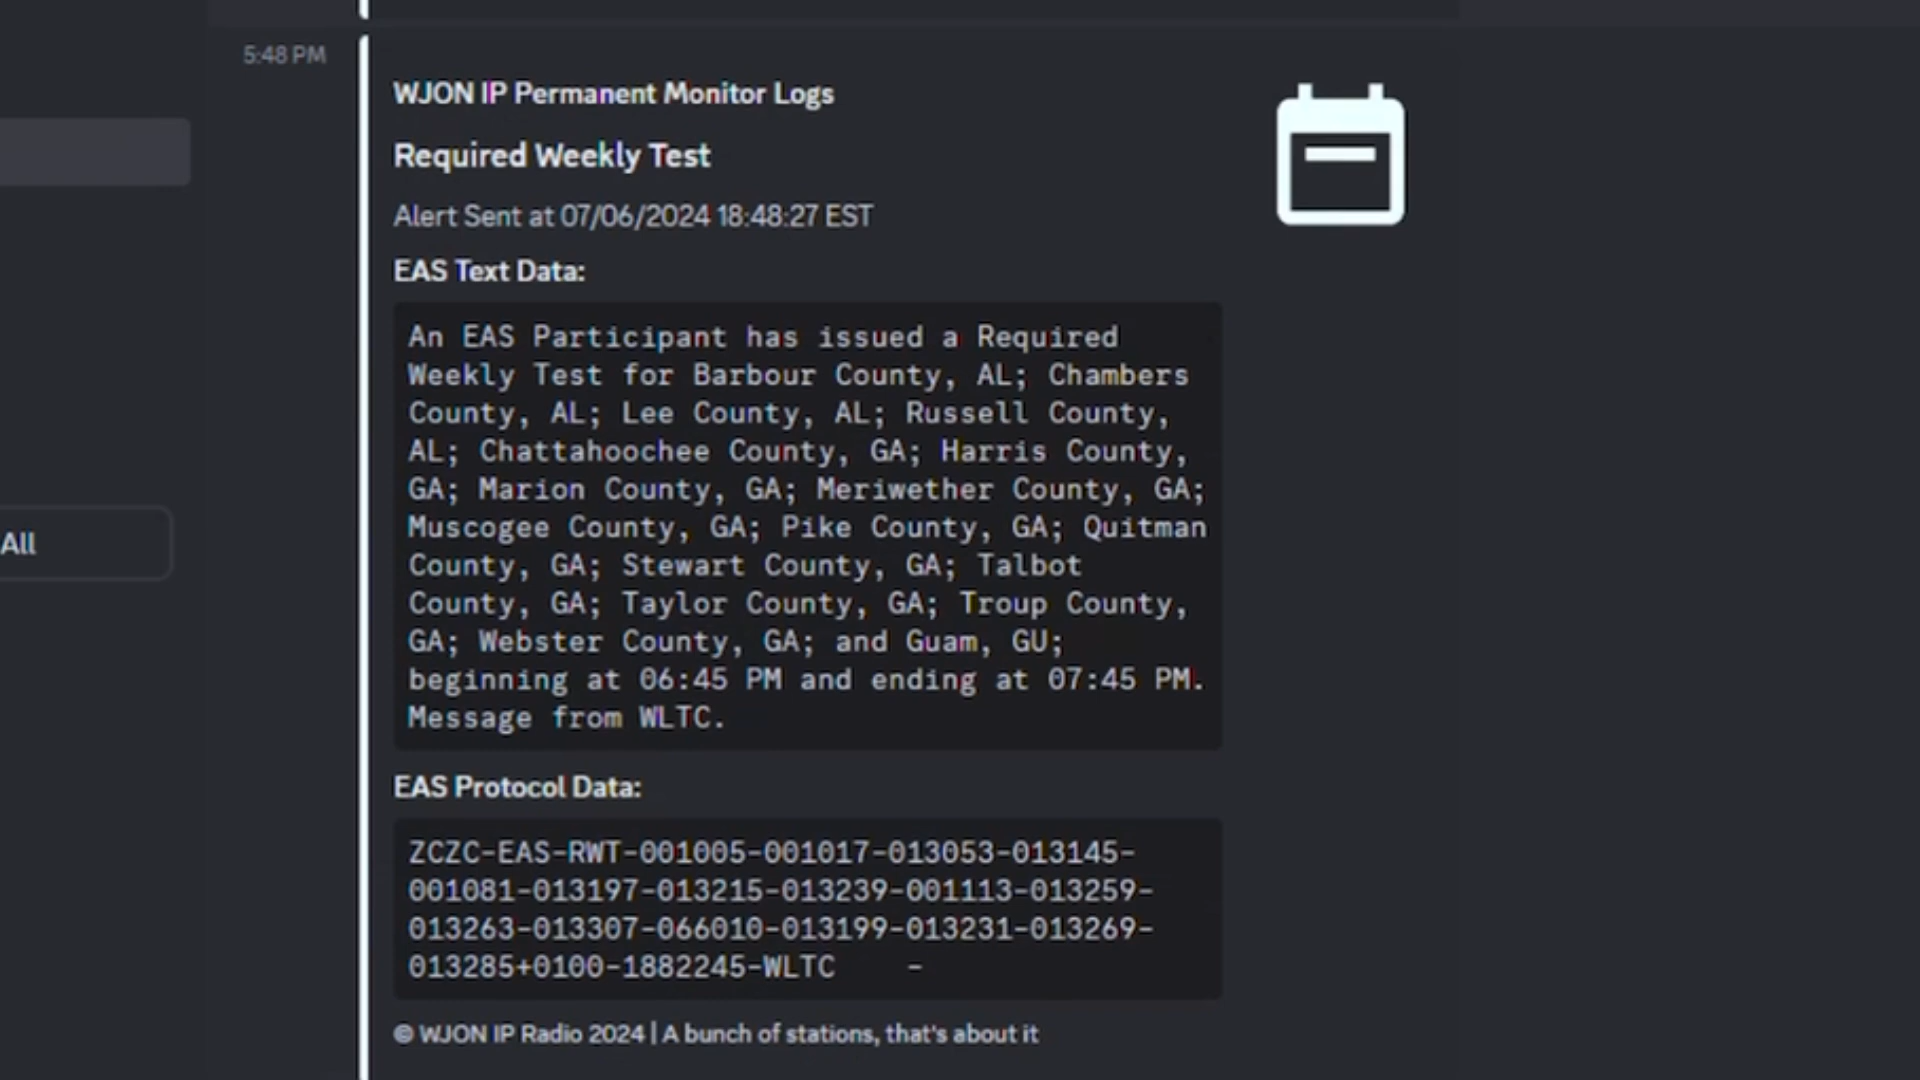 5:48 PM
WJON IP Permanent Monitor Logs
Required Weekly Test
Alert Sent at 07/06/2024 18:48:27 EST
EAS Text Data:
An EAS Participant has issued a Required
Weekly Test for Barbour County, AL; Chambers
County, AL; Lee County, AL; Russell County,
AL; Chattahoochee County, GA; Harris County,
GA; Marion County, GA; Meriwether County, GA;
Muscogee County, GA; Pike County, GA; Quitman
County, GA; Stewart County, GA; Talbot
County, GA; Taylor County, GA; Troup County,
GA; Webster County, GA; and Guam, GU;
beginning at 06:45 PM and ending at 07:45 PM.
Message from WLTC.
All
EAS Protocol Data:
ZCZC-EAS-RWT-001005-001017-013053-013145-
001081-013197-013215-013239-001113-013259-
013263-013307-066010-013199-013231-013269-
013285+0100-1882245-WLTC    -
© WJON IP Radio 2024 | A bunch of stations, that's about it